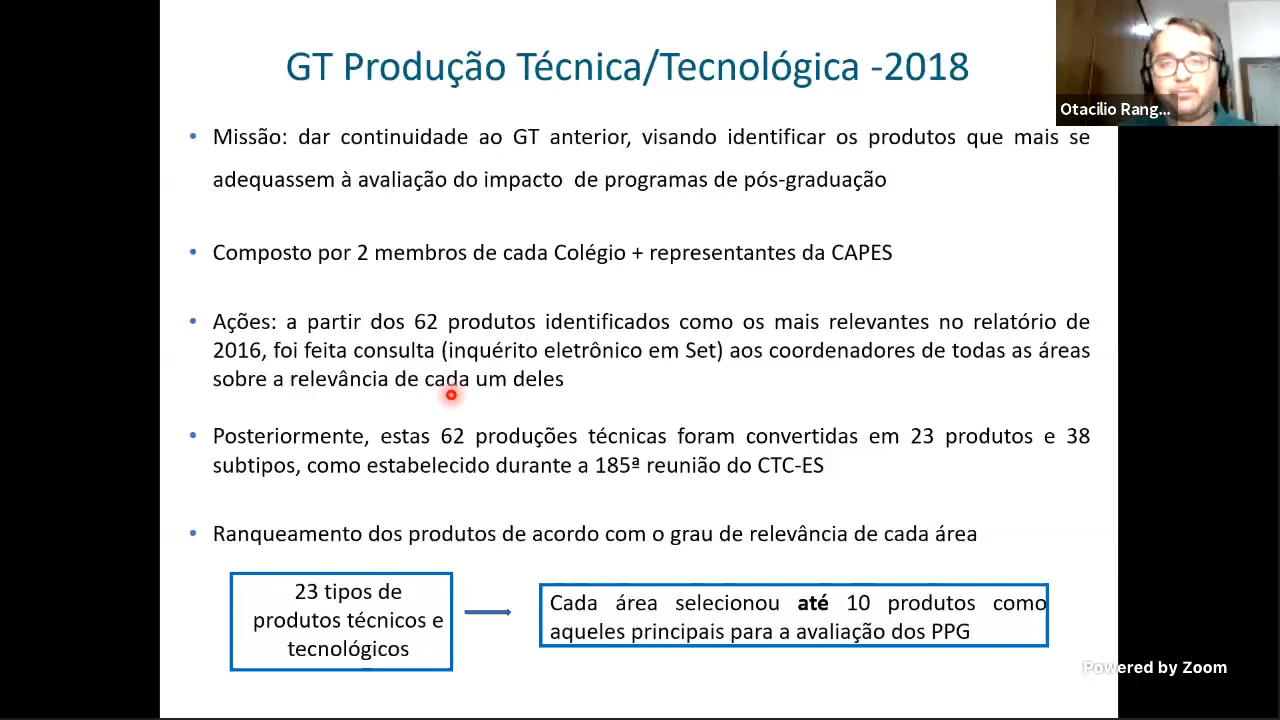 GT Produção Técnica/Tecnológica -2018
Otacilio Rang...
• Missão: dar continuidade ao GT anterior, visando identificar os produtos que mais se
adequassem à avaliação do impacto de programas de pós-graduação
• Composto por 2 membros de cada Colégio + representantes da CAPES
• Ações: a partir dos 62 produtos identificados como os mais relevantes no relatório de
2016, foi feita consulta (inquérito eletrônico em Set) aos coordenadores de todas as áreas
sobre a relevância de cada um deles
• Posteriormente, estas 62 produções técnicas foram convertidas em 23 produtos e 38
subtipos, como estabelecido durante a 185ª reunião do CTC-ES
• Ranqueamento dos produtos de acordo com o grau de relevância de cada área
23 tipos de
produtos técnicos e
tecnológicos
Cada área selecionou até 10 produtos como
aqueles principais para a avaliação dos PPG
Powered by Zoom